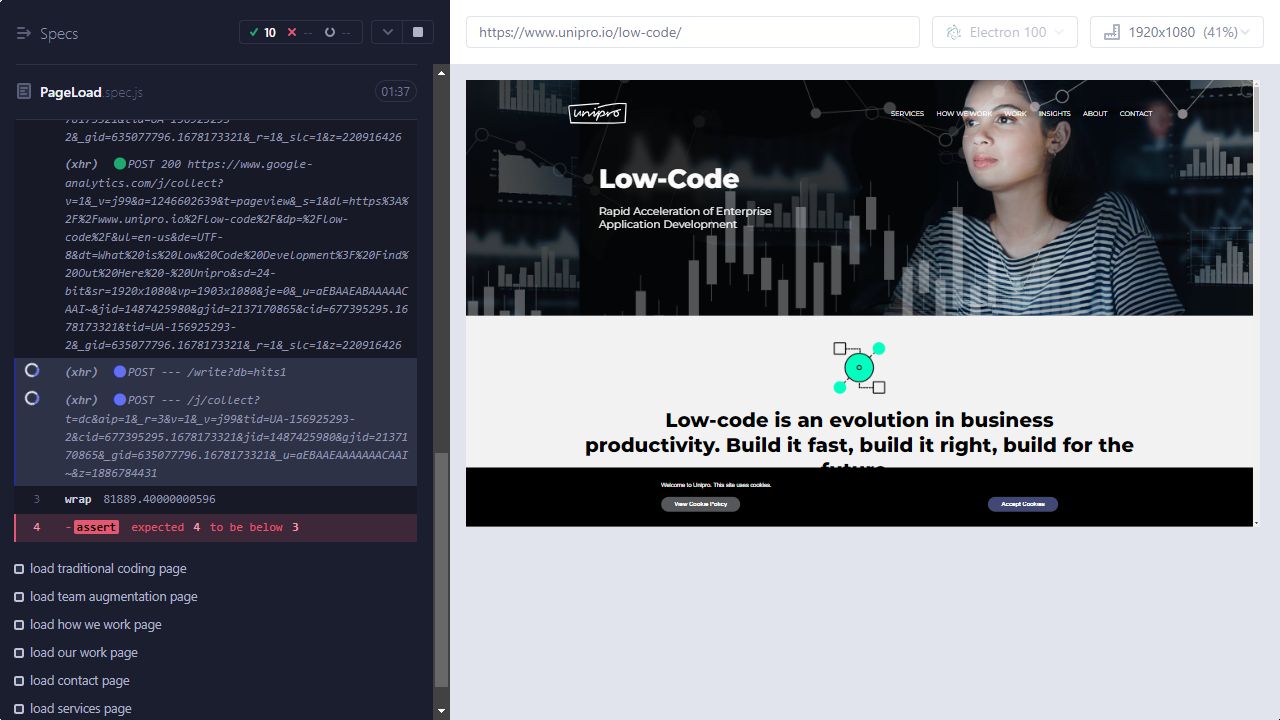 Specs
10
--
--
https://www.unipro.io/low-code/
Electron 100
1920x1080 (41%)
PageLoad.spec.js
01:37
2&_gid=635077796.1678173321&_r=1&_slc=1&z=220916426
(xhr) POST 200 https://www.google-
analytics.com/j/collect?
v=1&_v=j99&a=1246602639&t=pageview&_s=1&dl=https%3A%
2F%2Fwww.unipro.io%2Flow-code%2F&dp=%2Flow-
code%2F&ul=en-us&de=UTF-
8&dt=What%20is%20Low%20Code%20Development%3F%20Find%
20Out%20Here%20-%20Unipro&sd=24-
bit&sr=1920x1080&vp=1903x1080&je=0&_u=aEBAAEABAAAAAC
AAI~&jid=1487425980&gjid=2137170865&cid=677395295.16
78173321&tid=UA-156925293-
2&_gid=635077796.1678173321&_r=1&_slc=1&z=220916426
(xhr) POST --- /write?db=hits1
(xhr) POST --- /j/collect?
t=dc&aip=1&_r=3&v=1&_v=j99&tid=UA-156925293-
2&cid=677395295.1678173321&jid=1487425980&gjid=21371
70865&_gid=635077796.1678173321&_u=aEBAAEAAAAAAACAAI
~&z=1886784431
3 wrap 81889.40000000596
4 -assert expected 4 to be below 3
load traditional coding page
load team augmentation page
load how we work page
load our work page
load contact page
load services page
unipro
SERVICES HOW WE WORK WORK INSIGHTS ABOUT CONTACT
Low-Code
Rapid Acceleration of Enterprise
Application Development
Low-code is an evolution in business
productivity. Build it fast, build it right, build for the
future
Welcome to Unipro. This site uses cookies.
View Cookie Policy
Accept Cookies